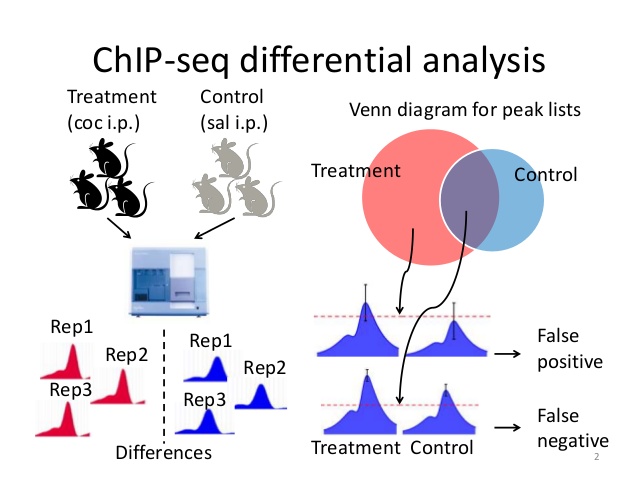 ChIP-seq differential analysis
Treatment
(coc i.p.)
Control
(sal i.p.)
Venn diagram for peak lists
Treatment
Control
Rep1
Rep2
Rep3
Rep1
Rep2
Rep3
Differences
False
positive
False
negative
Treatment Control
2